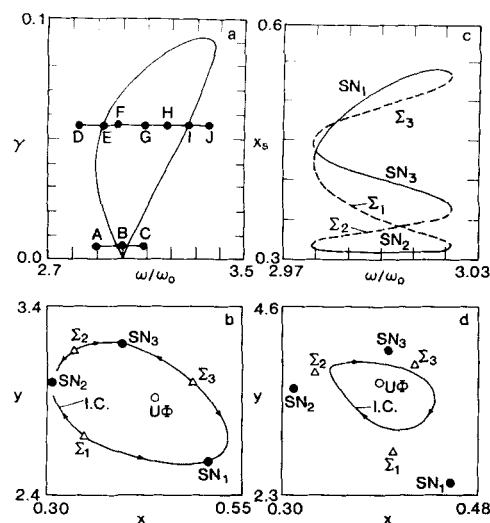 0.1
a
F
H
D
E
G
I
J
γ
A
B
C
0.0
2.7
ω/ω₀
3.5
0.6
c
SN₁
Σ₃
xₛ
SN₃
Σ₁
Σ₂
SN₂
0.3
2.97
ω/ω₀
3.03
3.4
b
Σ₂
SN₃
Σ₃
SN₂
y
I.C.
UΦ
Σ₁
SN₁
2.4
0.30
x
0.55
4.6
d
SN₃
Σ₂
Σ₃
UΦ
SN₂
y
I.C.
Σ₁
SN₁
2.3
0.30
x
0.48